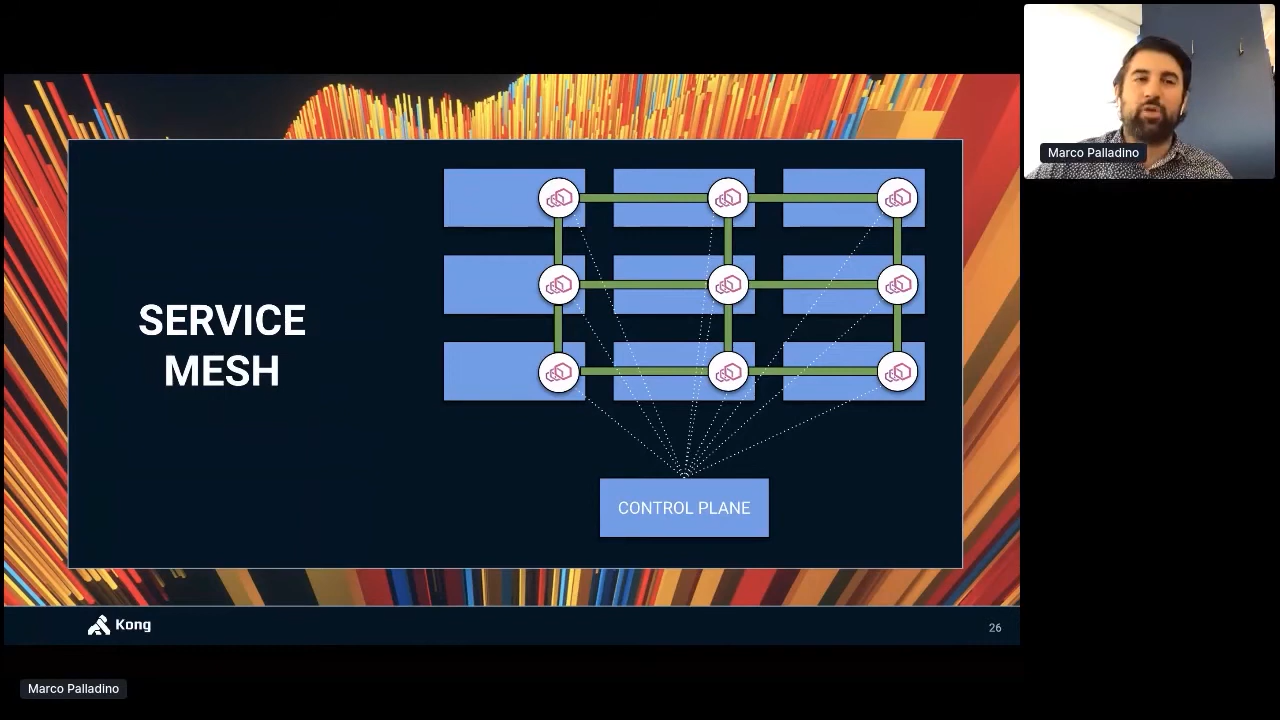 Marco Palladino
SERVICE
MESH
CONTROL PLANE
Kong
26
Marco Palladino